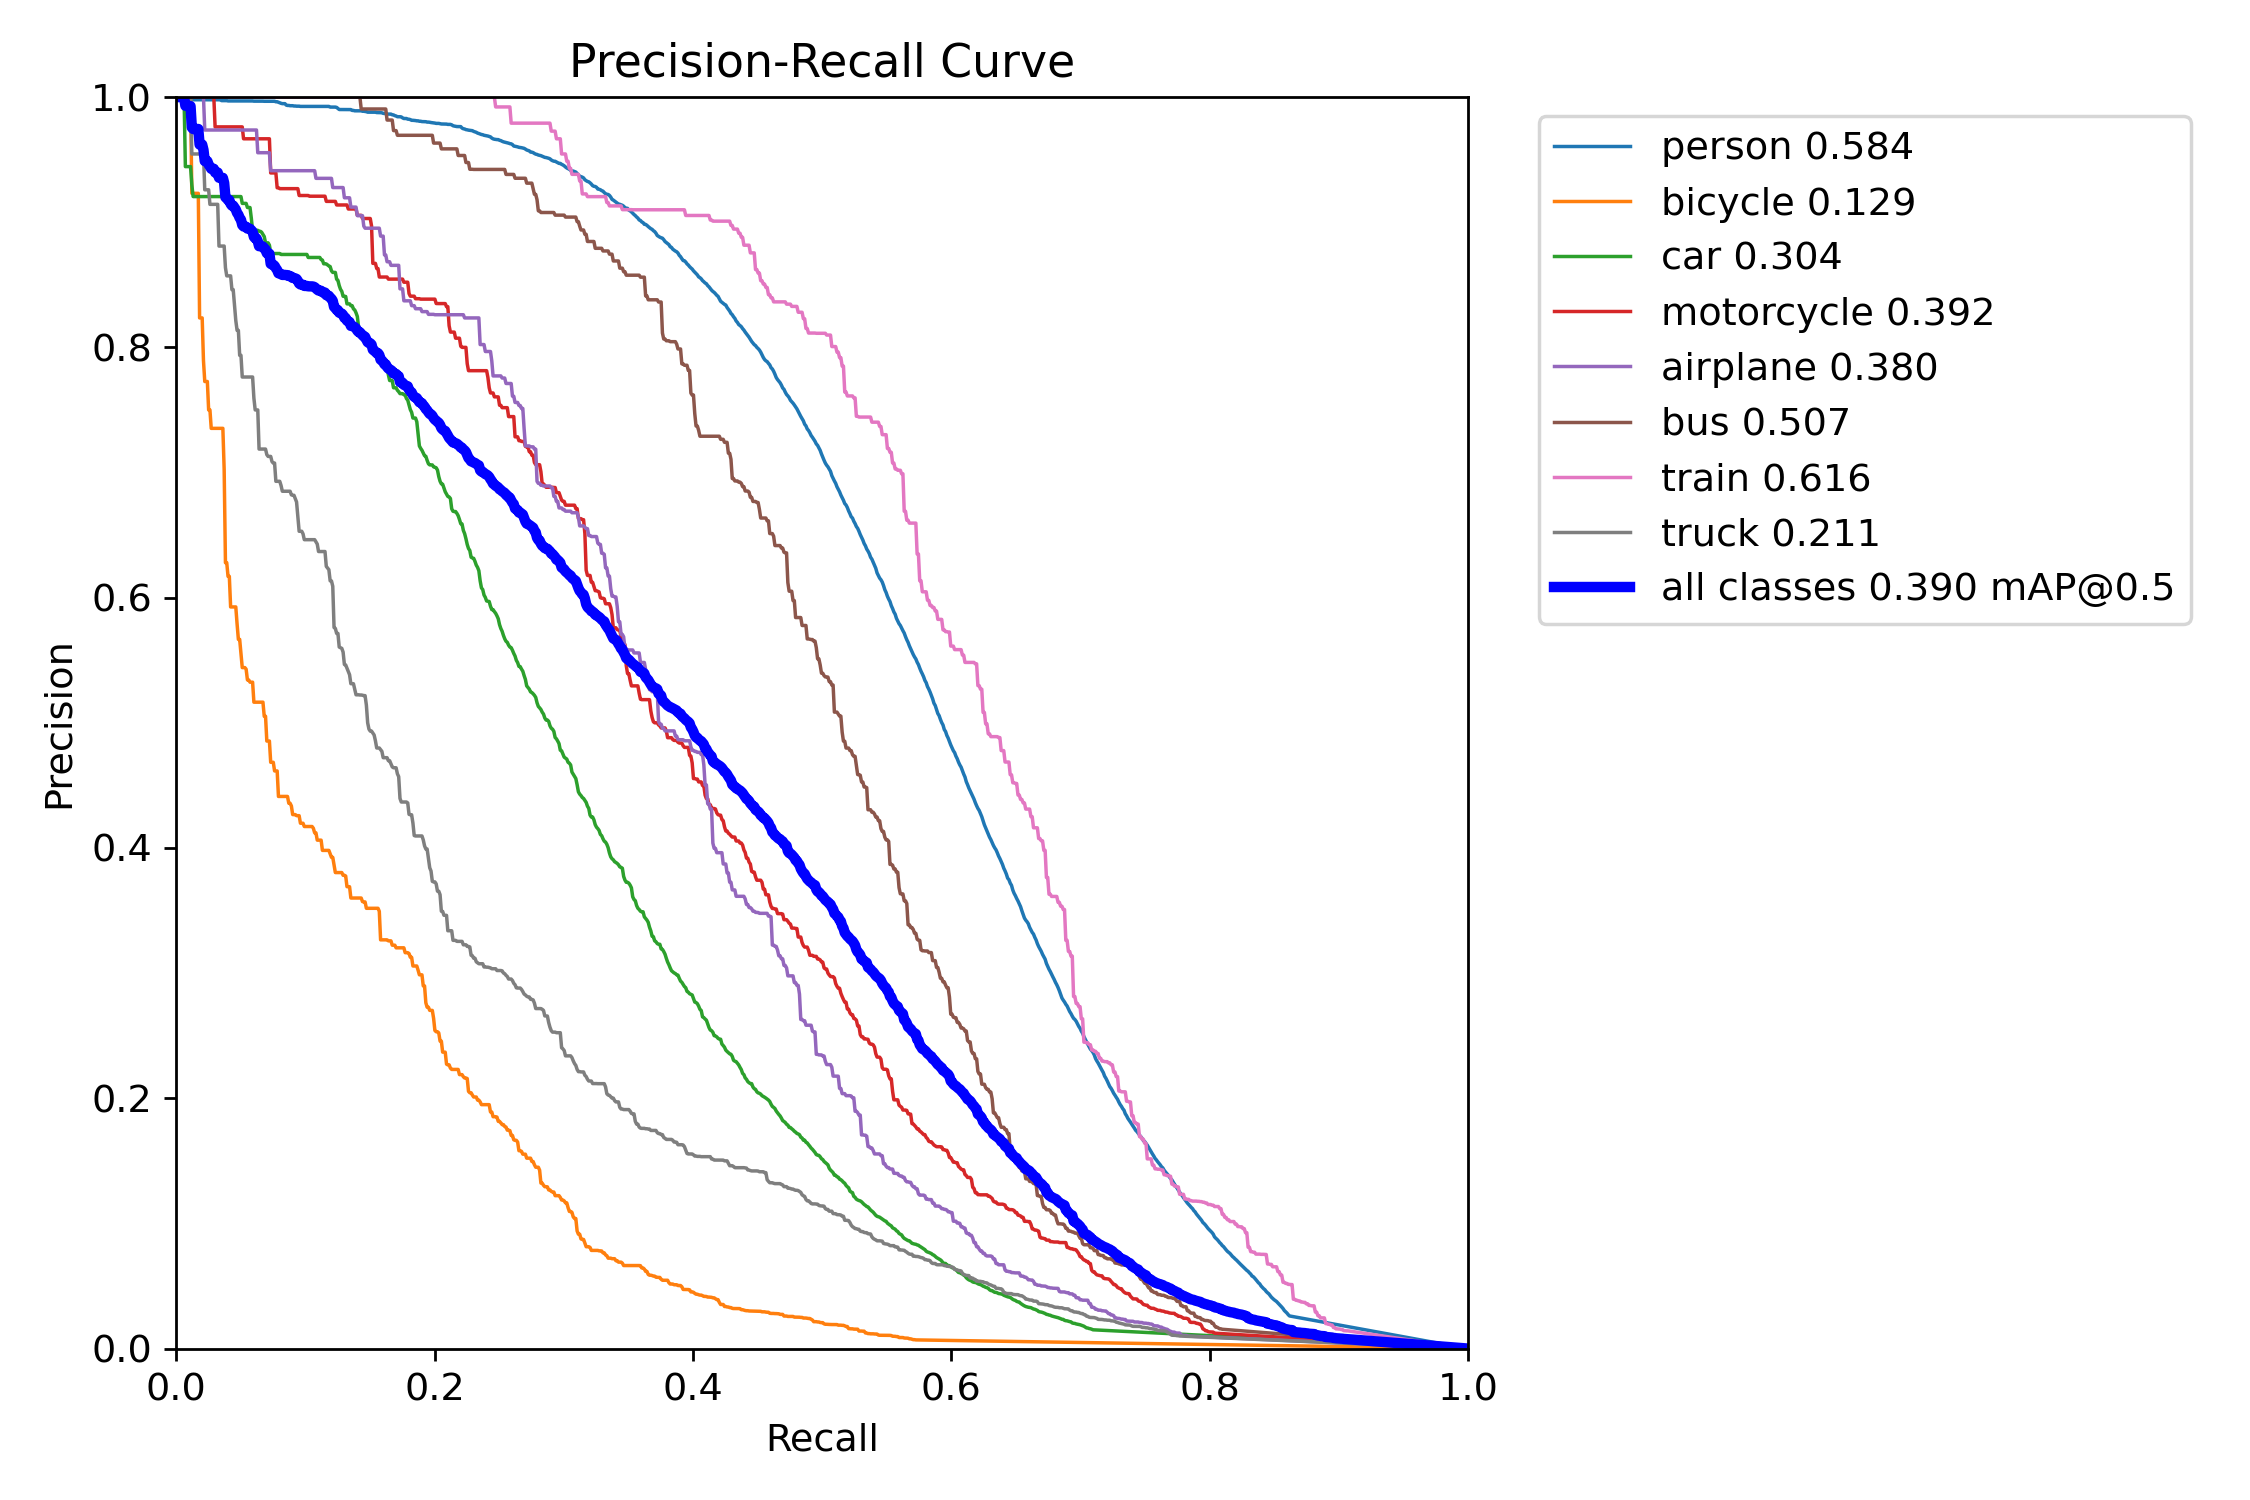 Precision-Recall Curve
1.0
0.8
0.6
0.4
0.2
0.0
Precision
0.0 0.2 0.4 0.6 0.8 1.0
Recall
person 0.584
bicycle 0.129
car 0.304
motorcycle 0.392
airplane 0.380
bus 0.507
train 0.616
truck 0.211
all classes 0.390 mAP@0.5